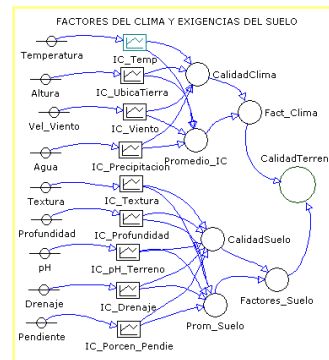 FACTORES DEL CLIMA Y EXIGENCIAS DEL SUELO
Temperatura
IC_Temp
CalidadClima
Altura
IC_UbicaTierra
Vel_Viento
IC_Viento
Fact_Clima
Agua
IC_Precipitacion
Promedio_IC
CalidadTerren
Textura
IC_Textura
Profundidad
IC_Profundidad
CalidadSuelo
pH
IC_pH_Terreno
Drenaje
IC_Drenaje
Prom_Suelo
Factores_Suelo
Pendiente
IC_Porcen_Pendie